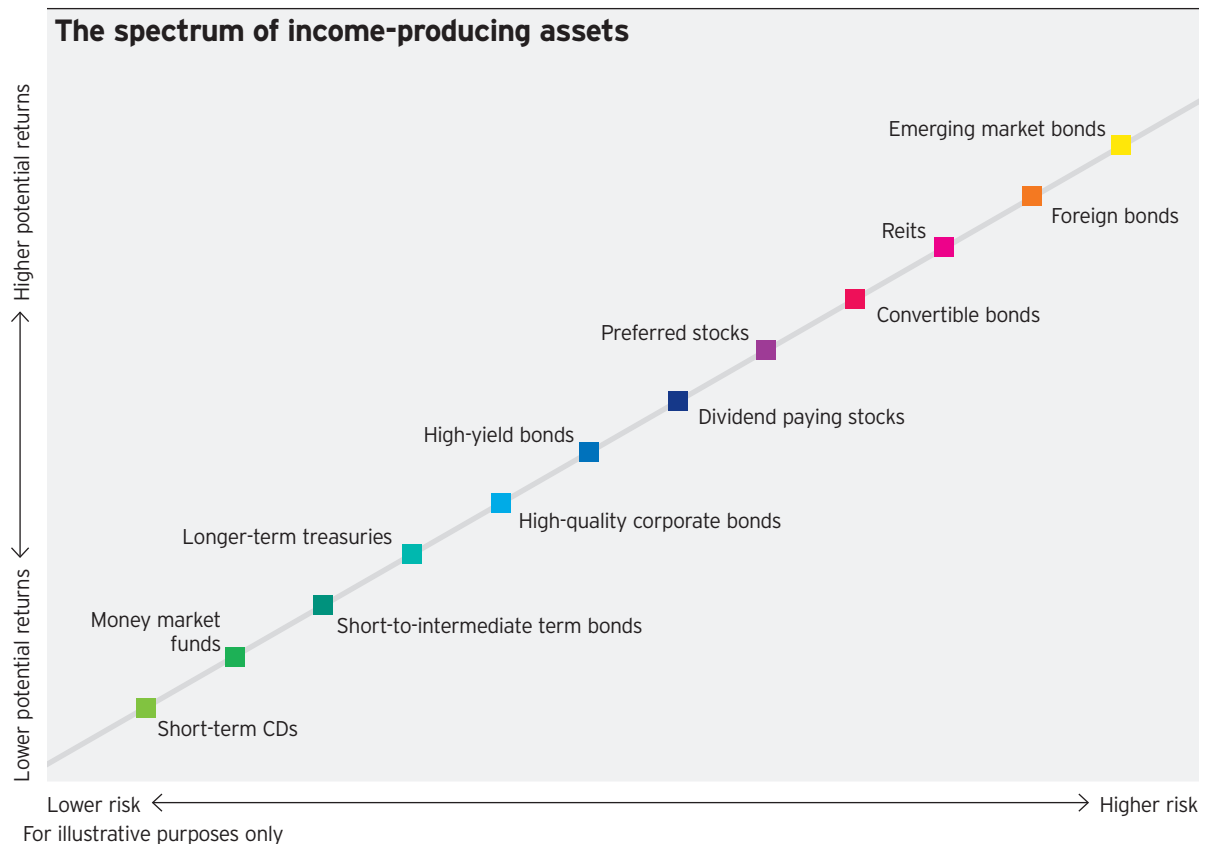 The spectrum of income-producing assets
Higher potential returns
Lower potential returns
Emerging market bonds
Foreign bonds
Reits
Convertible bonds
Preferred stocks
Dividend paying stocks
High-yield bonds
High-quality corporate bonds
Longer-term treasuries
Short-to-intermediate term bonds
Money market
funds
Short-term CDs
Lower risk
Higher risk
For illustrative purposes only